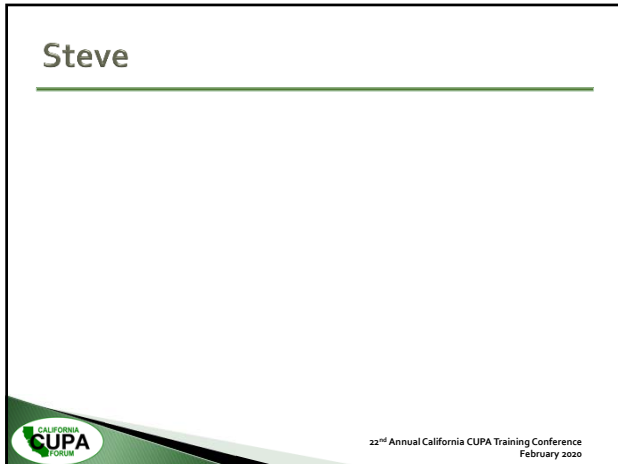 Steve
CALIFORNIA
CUPA
FORUM
22nd Annual California CUPA Training Conference
February 2020